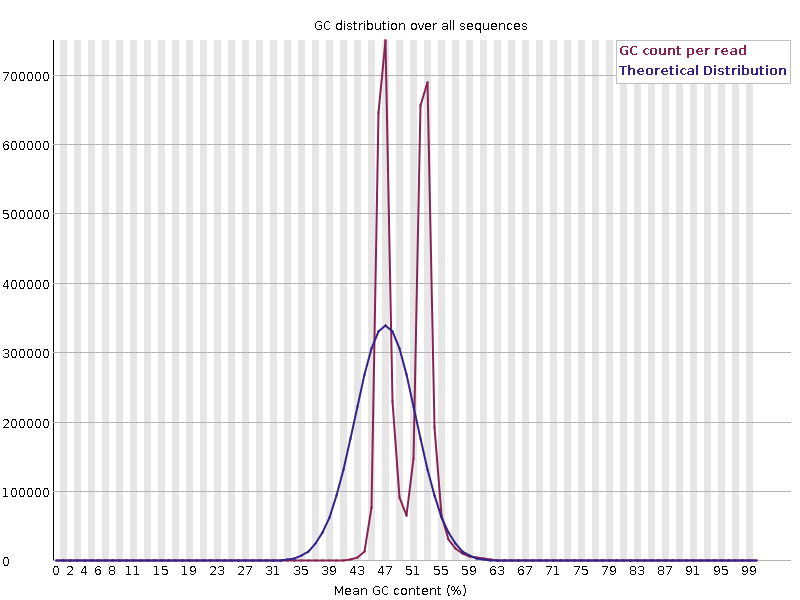 GC distribution over all sequences
GC count per read
Theoretical Distribution
700000
600000
500000
400000
300000
200000
100000
0
0 2 4 6 8 11 15 19 23 27 31 35 39 43 47 51 55 59 63 67 71 75 79 83 87 91 95 99
Mean GC content (%)